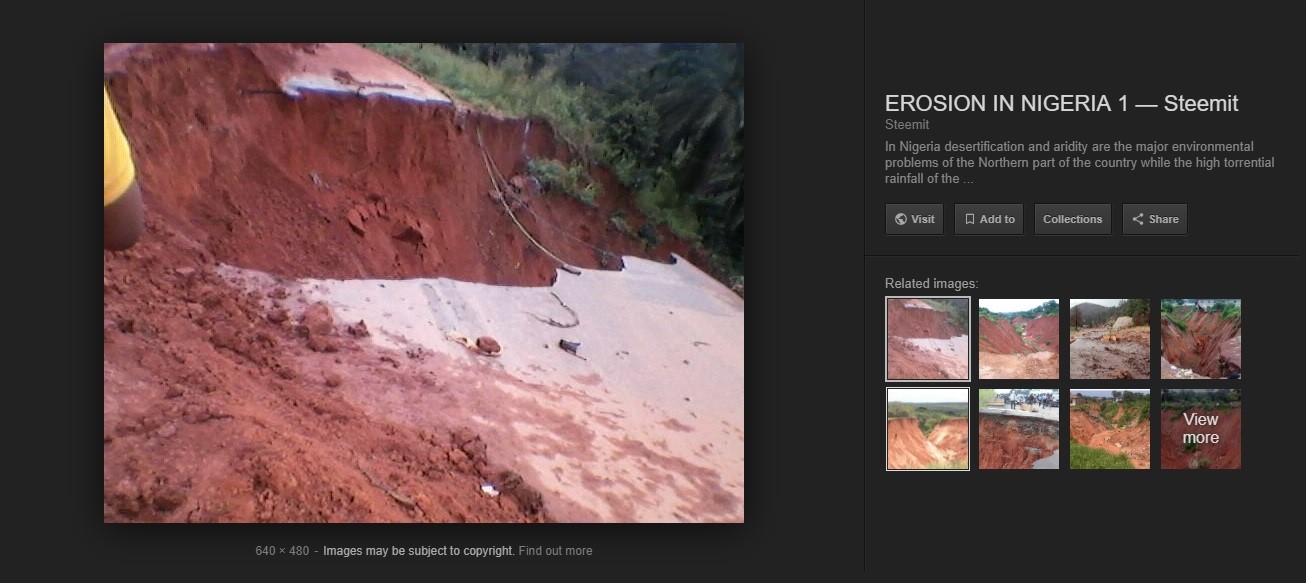 EROSION IN NIGERIA 1 — Steemit
Steemit
In Nigeria desertification and aridity are the major environmental
problems of the Northern part of the country while the high torrential
rainfall of the ...
Visit
Add to
Collections
Share
Related images:
View
more
640 × 480 - Images may be subject to copyright. Find out more